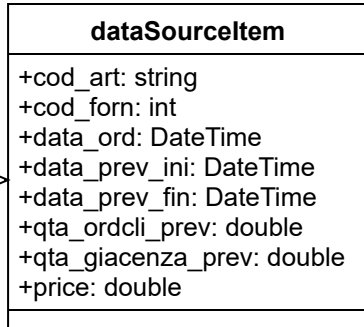 dataSourceItem
+cod_art: string
+cod_forn: int
+data_ord: DateTime
+data_prev_ini: DateTime
+data_prev_fin: DateTime
+qta_ordcli_prev: double
+qta_giacenza_prev: double
+price: double